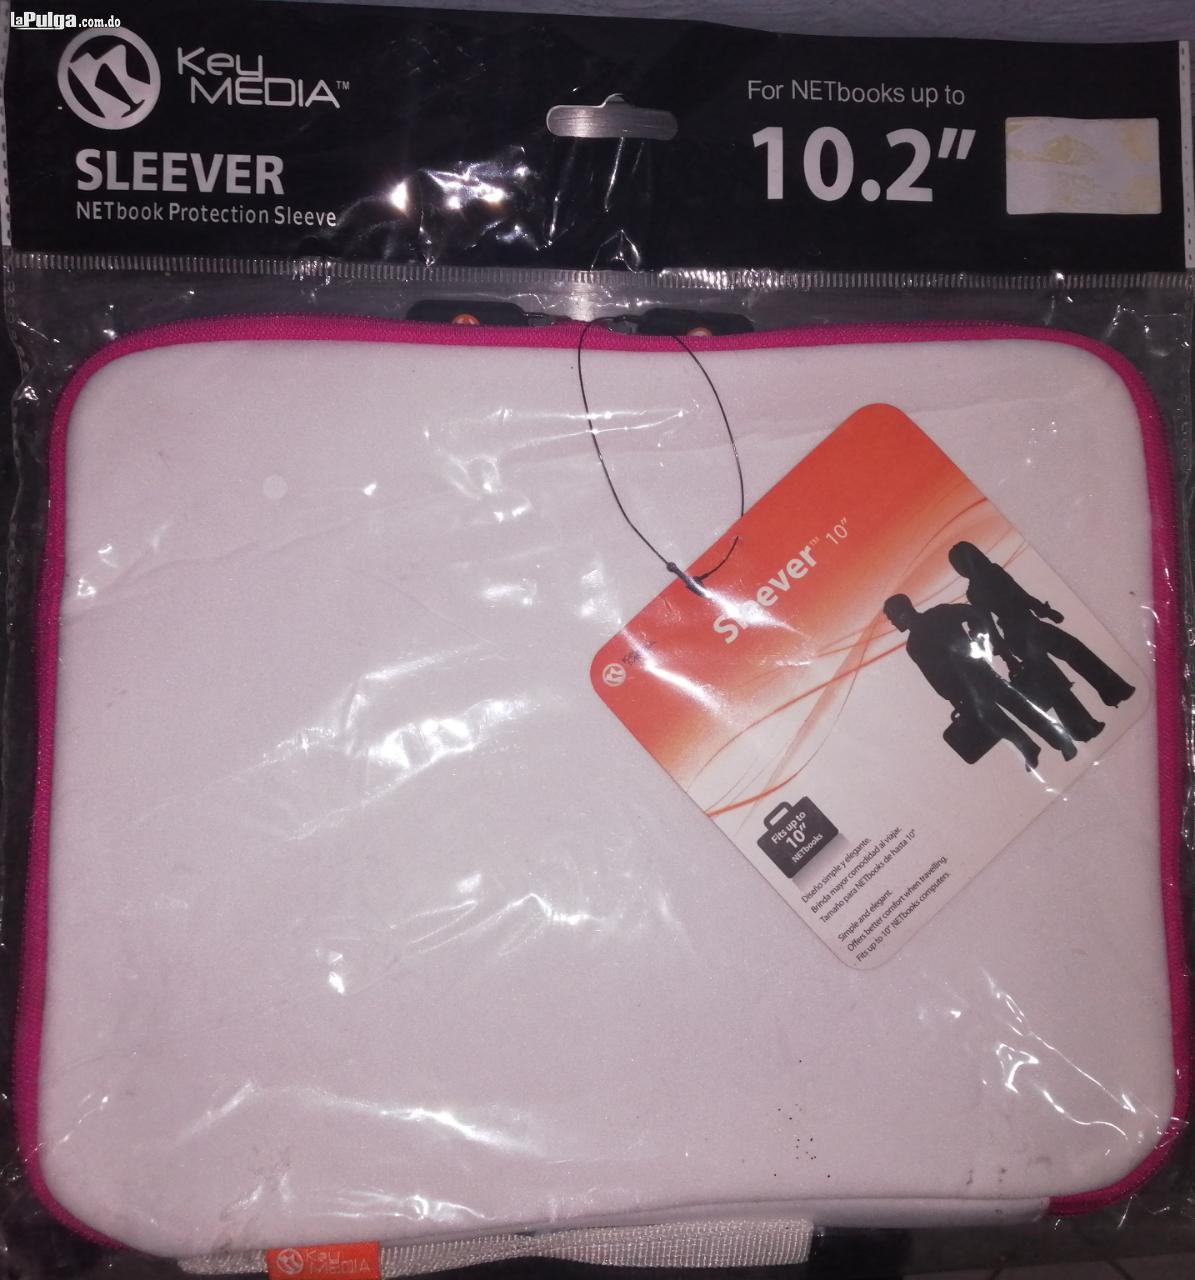 laPulga.com.do
Key
MEDIA™
SLEEVER
NETbook Protection Sleeve
For NETbooks up to
10.2”
Sleever™ 10”
Fits up to
10”
NETbooks
Diseño simple y elegante.
Brinda mayor comodidad al viajar.
Tamaño para NETbooks de hasta 10”
Simple and elegant.
Offers better comfort when travelling.
Fits up to 10” NETbooks computers.
Key
MEDIA